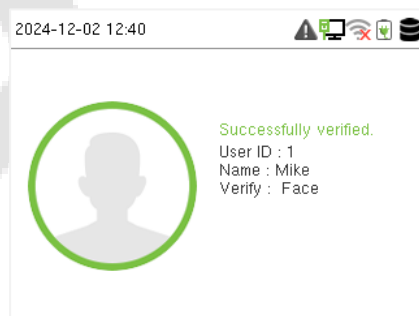 2024-12-02 12:40
Successfully verified.
User ID : 1
Name : Mike
Verify : Face